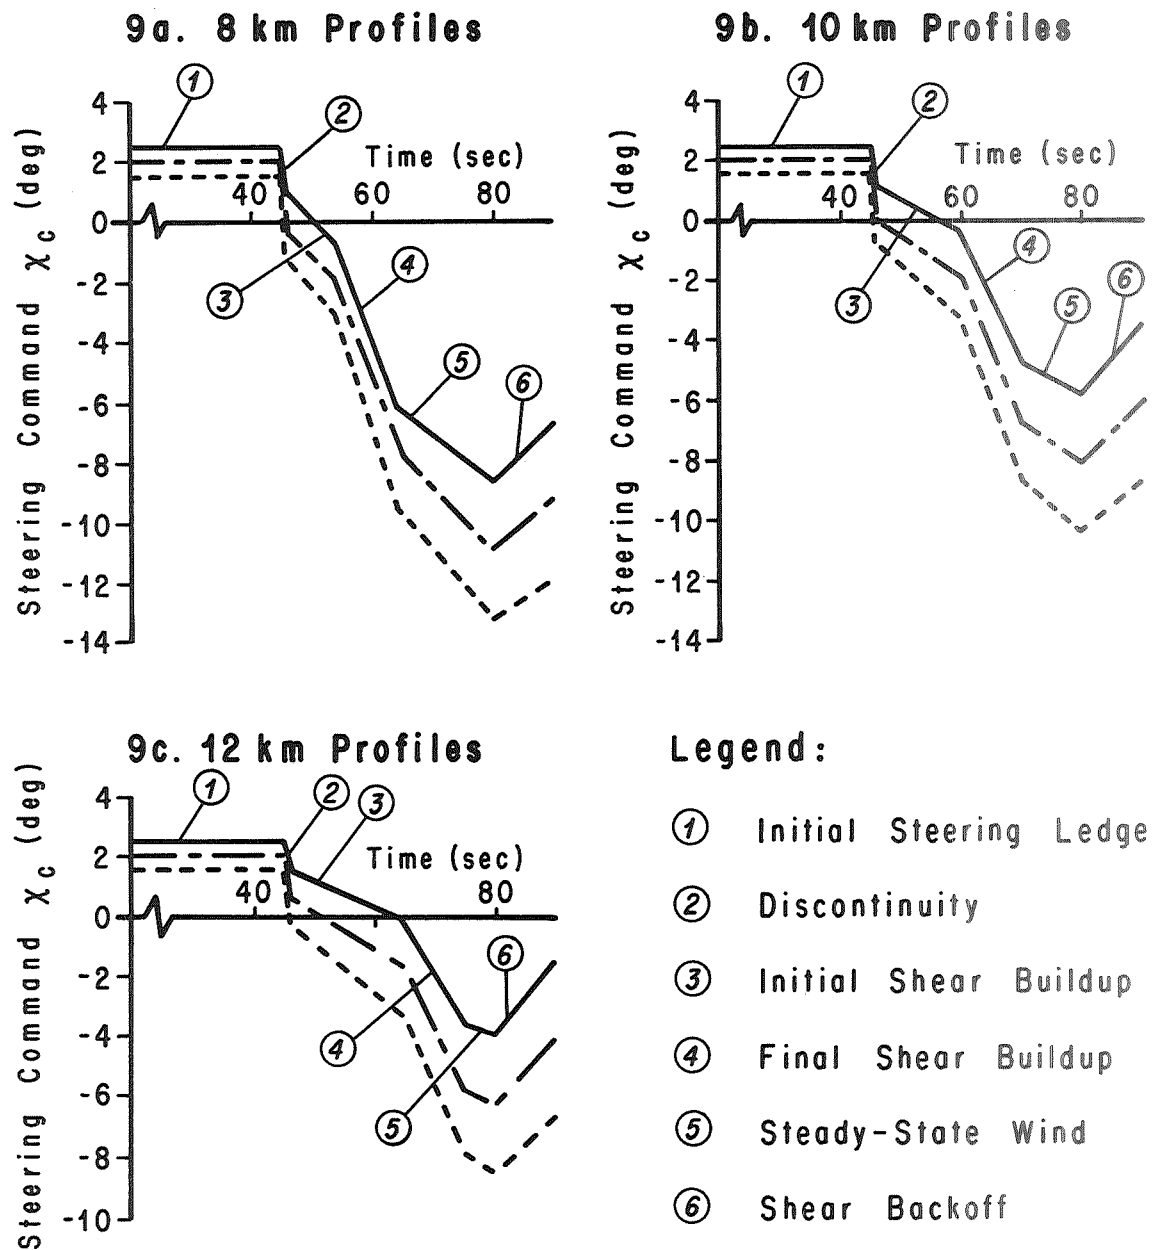 9a. 8 km Profiles
①
②
4
2
0
-2
-4
-6
-8
-10
-12
-14
Steering Command χc (deg)
Time (sec)
40 60 80
③
④
⑤
⑥
9b. 10 km Profiles
①
②
4
2
0
-2
-4
-6
-8
-10
-12
-14
Steering Command χc (deg)
Time (sec)
40 60 80
③
④
⑤
⑥
9c. 12 km Profiles
①
②
③
4
2
0
-2
-4
-6
-8
-10
Steering Command χc (deg)
Time (sec)
40 80
④
⑤
⑥
Legend:
① Initial Steering Ledge
② Discontinuity
③ Initial Shear Buildup
④ Final Shear Buildup
⑤ Steady-State Wind
⑥ Shear Backoff